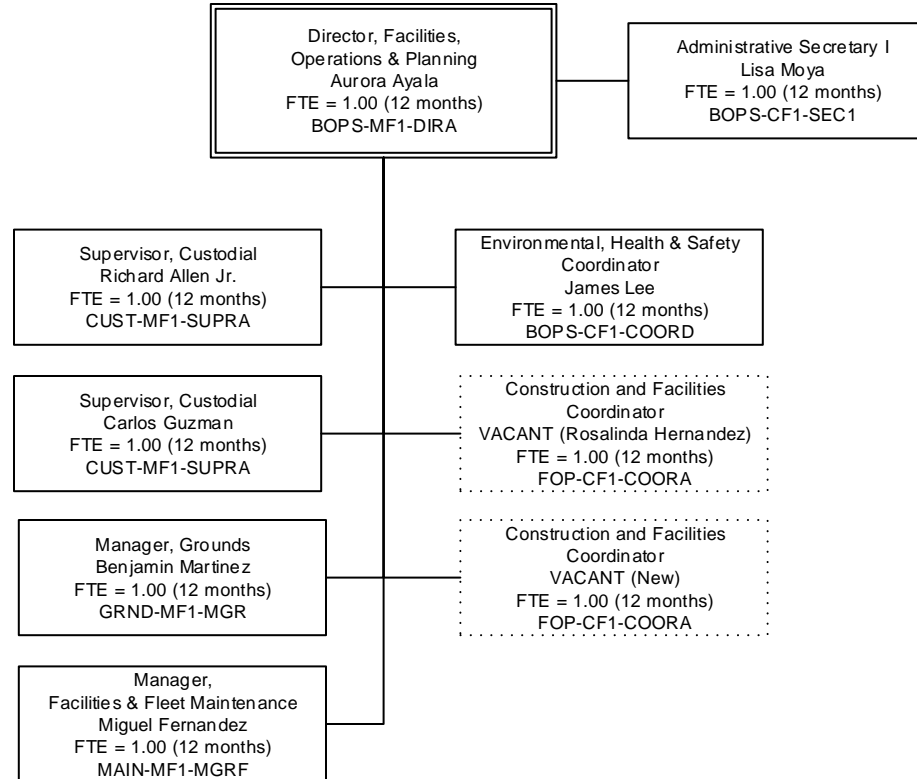 Director, Facilities,
Operations & Planning
Aurora Ayala
FTE = 1.00 (12 months)
BOPS-MF1-DIRA
Administrative Secretary I
Lisa Moya
FTE = 1.00 (12 months)
BOPS-CF1-SEC1
Supervisor, Custodial
Richard Allen Jr.
FTE = 1.00 (12 months)
CUST-MF1-SUPRA
Environmental, Health & Safety
Coordinator
James Lee
FTE = 1.00 (12 months)
BOPS-CF1-COORD
Supervisor, Custodial
Carlos Guzman
FTE = 1.00 (12 months)
CUST-MF1-SUPRA
Construction and Facilities
Coordinator
VACANT (Rosalinda Hernandez)
FTE = 1.00 (12 months)
FOP-CF1-COORA
Manager, Grounds
Benjamin Martinez
FTE = 1.00 (12 months)
GRND-MF1-MGR
Construction and Facilities
Coordinator
VACANT (New)
FTE = 1.00 (12 months)
FOP-CF1-COORA
Manager,
Facilities & Fleet Maintenance
Miguel Fernandez
FTE = 1.00 (12 months)
MAIN-MF1-MGRF